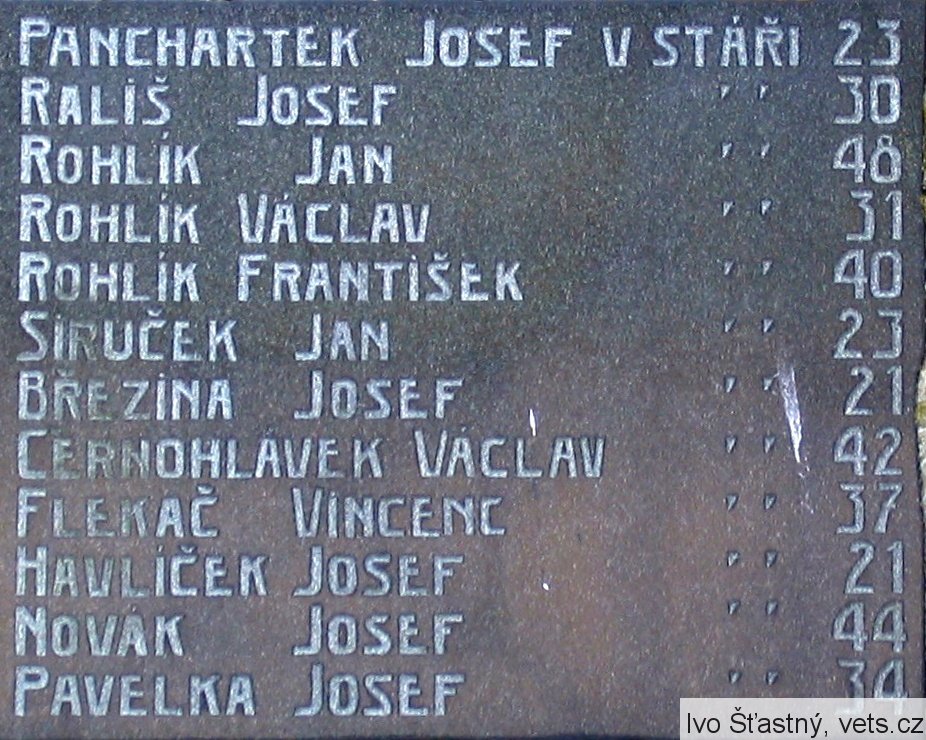 PANCHARTEK JOSEF V STÁŘI 23
RALIŠ JOSEF " 30
ROHLÍK JAN " 48
ROHLÍK VÁCLAV " 31
ROHLÍK FRANTIŠEK " 40
SIRUČEK JAN " 23
BŘEZINA JOSEF " 21
ČERNOHLÁVEK VÁCLAV " 42
FLEKAČ VINCENC " 37
HAVLÍČEK JOSEF " 21
NOVÁK JOSEF " 44
PAVELKA JOSEF " 34
Ivo Šťastný, vets.cz